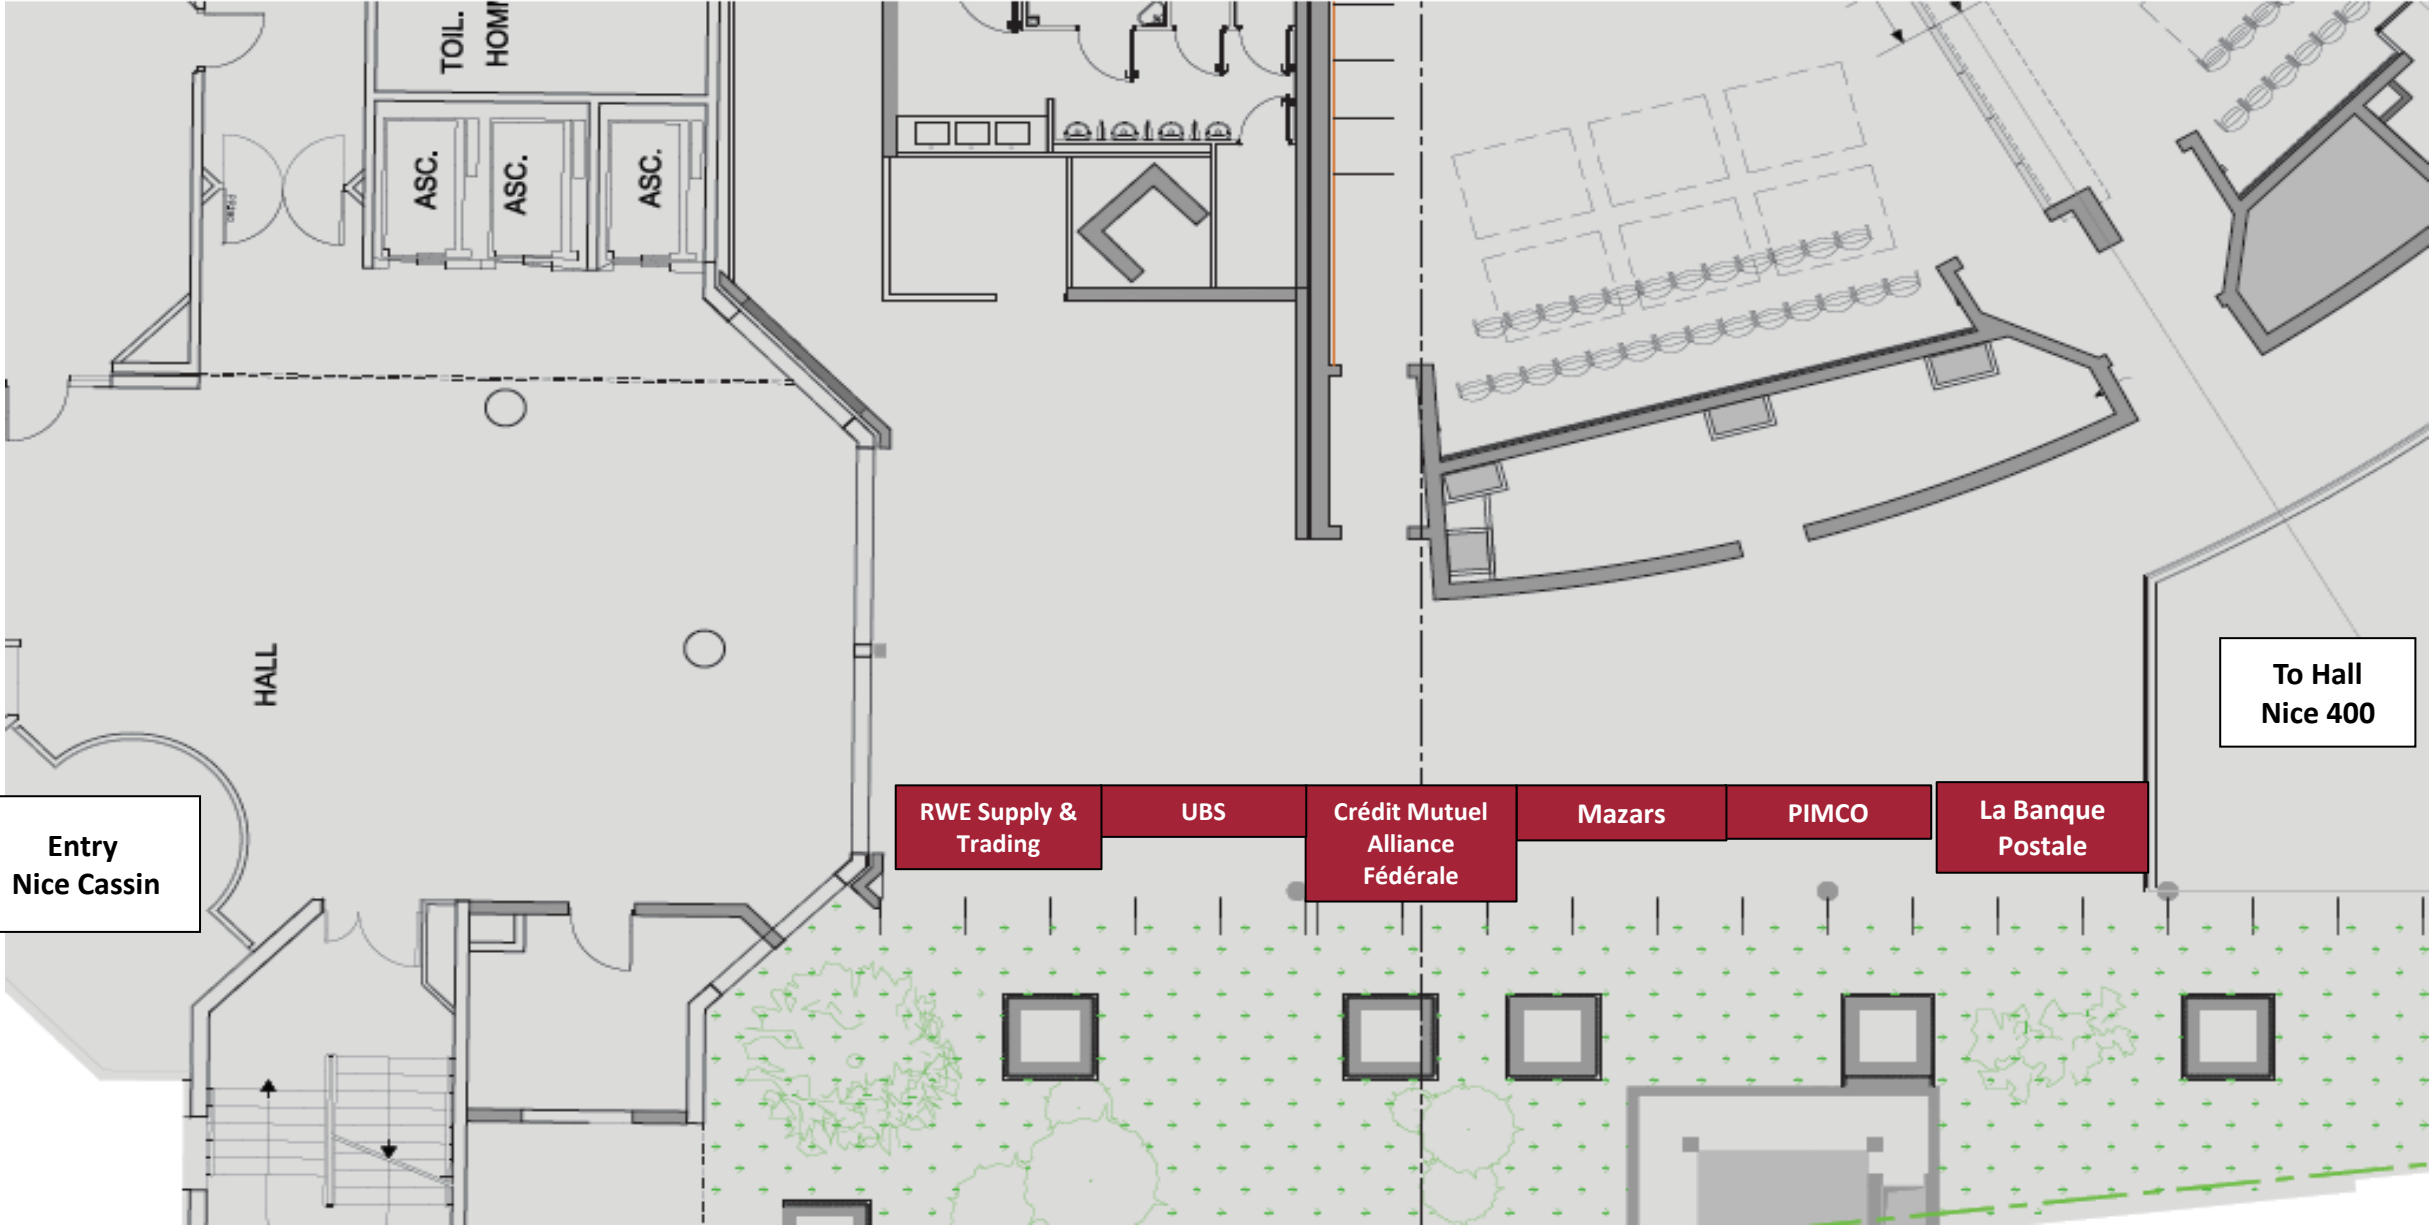 TOIL.
ASC.
ASC.
ASC.
HALL
To Hall
Nice 400
RWE Supply &
Trading
UBS
Crédit Mutuel
Alliance
Fédérale
Mazars
PIMCO
La Banque
Postale
Entry
Nice Cassin